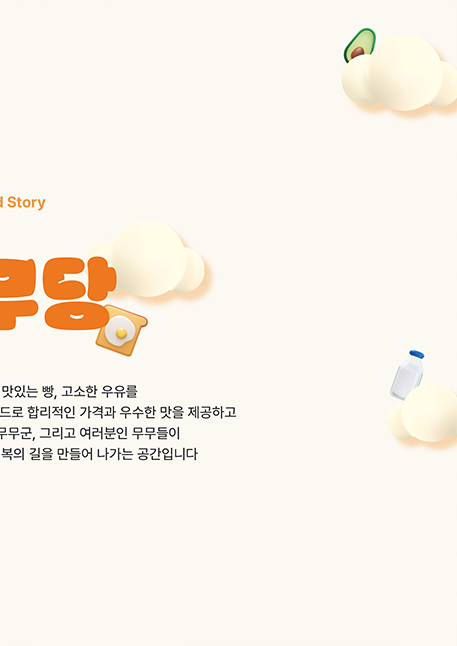 d Story
무당
맛있는 빵, 고소한 우유를
드로 합리적인 가격과 우수한 맛을 제공하고
무무군, 그리고 여러분인 무무들이
복의 길을 만들어 나가는 공간입니다